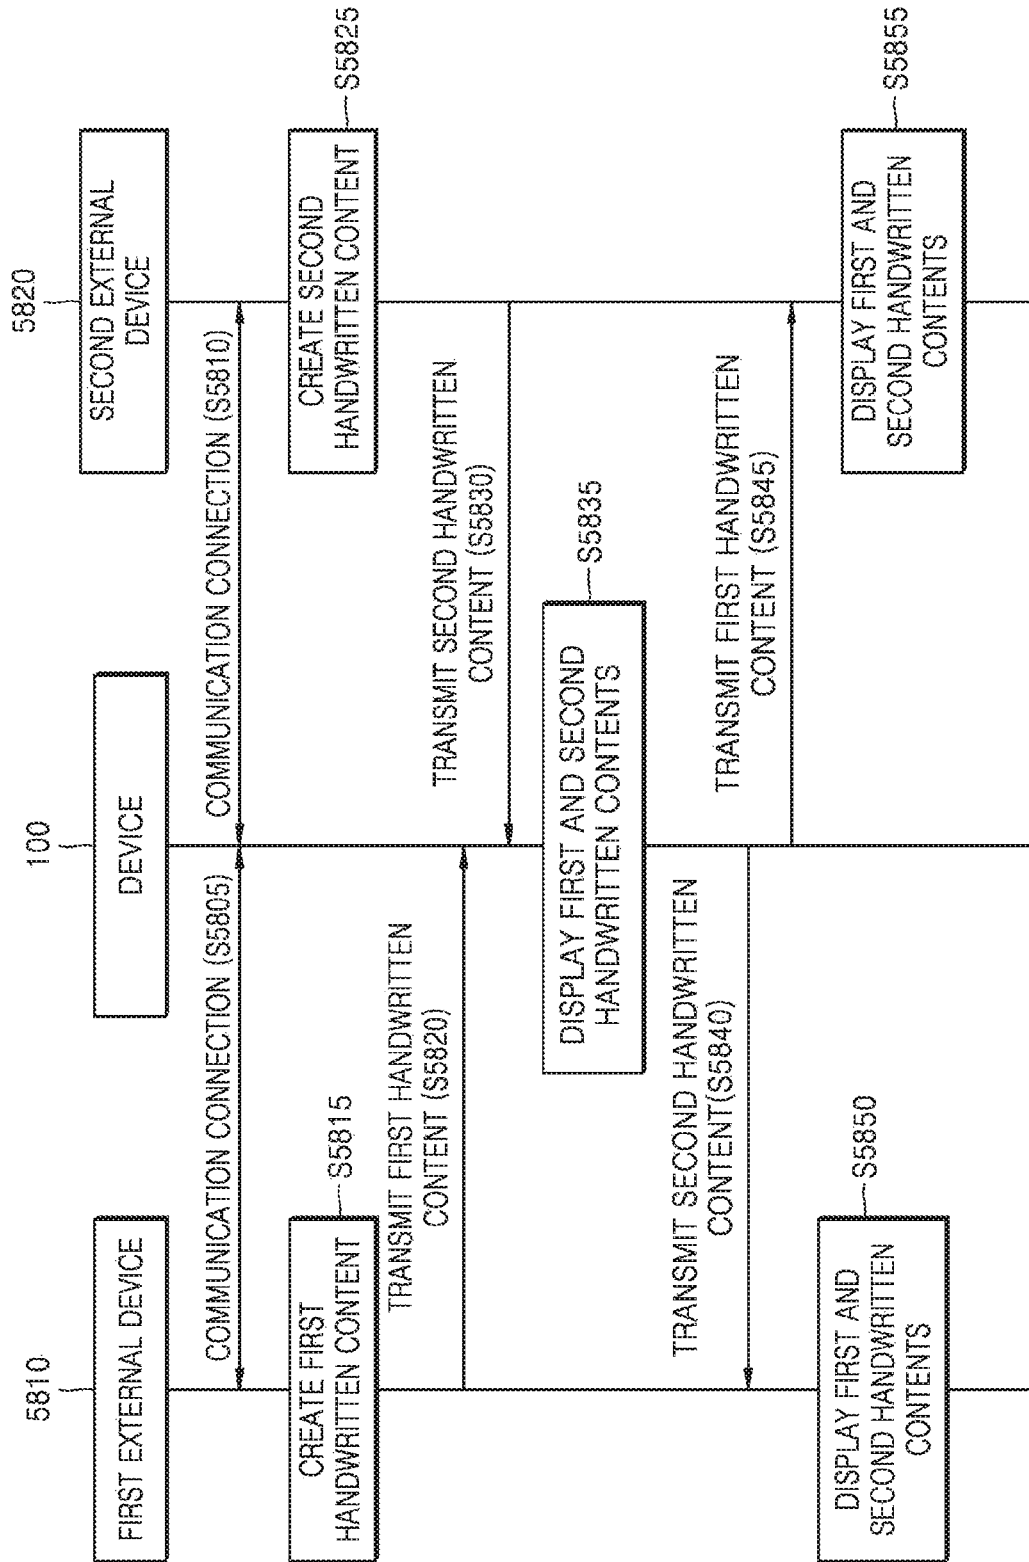 5810
100
5820
FIRST EXTERNAL DEVICE
DEVICE
SECOND EXTERNAL
DEVICE
COMMUNICATION CONNECTION (S5805)
COMMUNICATION CONNECTION (S5810)
CREATE FIRST
HANDWRITTEN CONTENT
S5815
CREATE SECOND
HANDWRITTEN CONTENT
S5825
TRANSMIT FIRST HANDWRITTEN
CONTENT (S5820)
TRANSMIT SECOND HANDWRITTEN
CONTENT (S5830)
DISPLAY FIRST AND SECOND
HANDWRITTEN CONTENTS
S5835
TRANSMIT SECOND HANDWRITTEN
CONTENT(S5840)
TRANSMIT FIRST HANDWRITTEN
CONTENT (S5845)
DISPLAY FIRST AND
SECOND HANDWRITTEN
CONTENTS
S5850
DISPLAY FIRST AND
SECOND HANDWRITTEN
CONTENTS
S5855